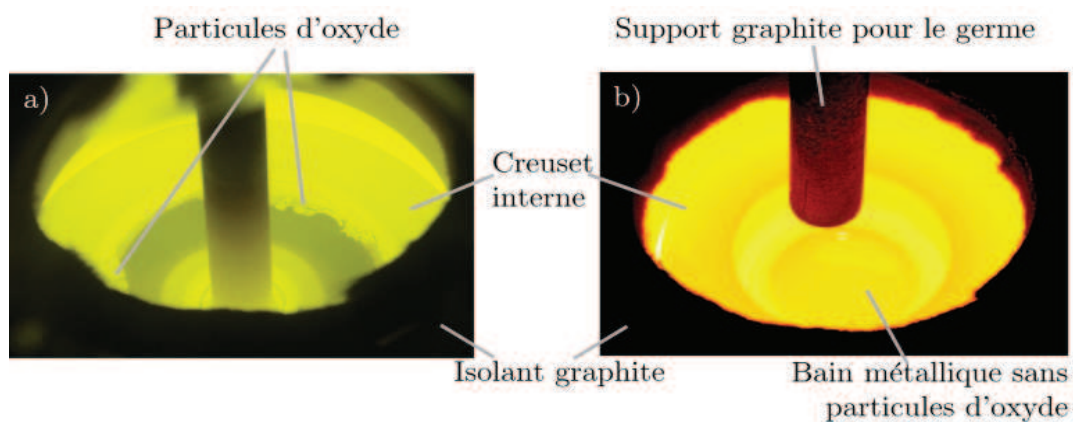 Particules d'oxyde
Support graphite pour le germe
a)
b)
Creuset
interne
Isolant graphite
Bain métallique sans
particules d'oxyde